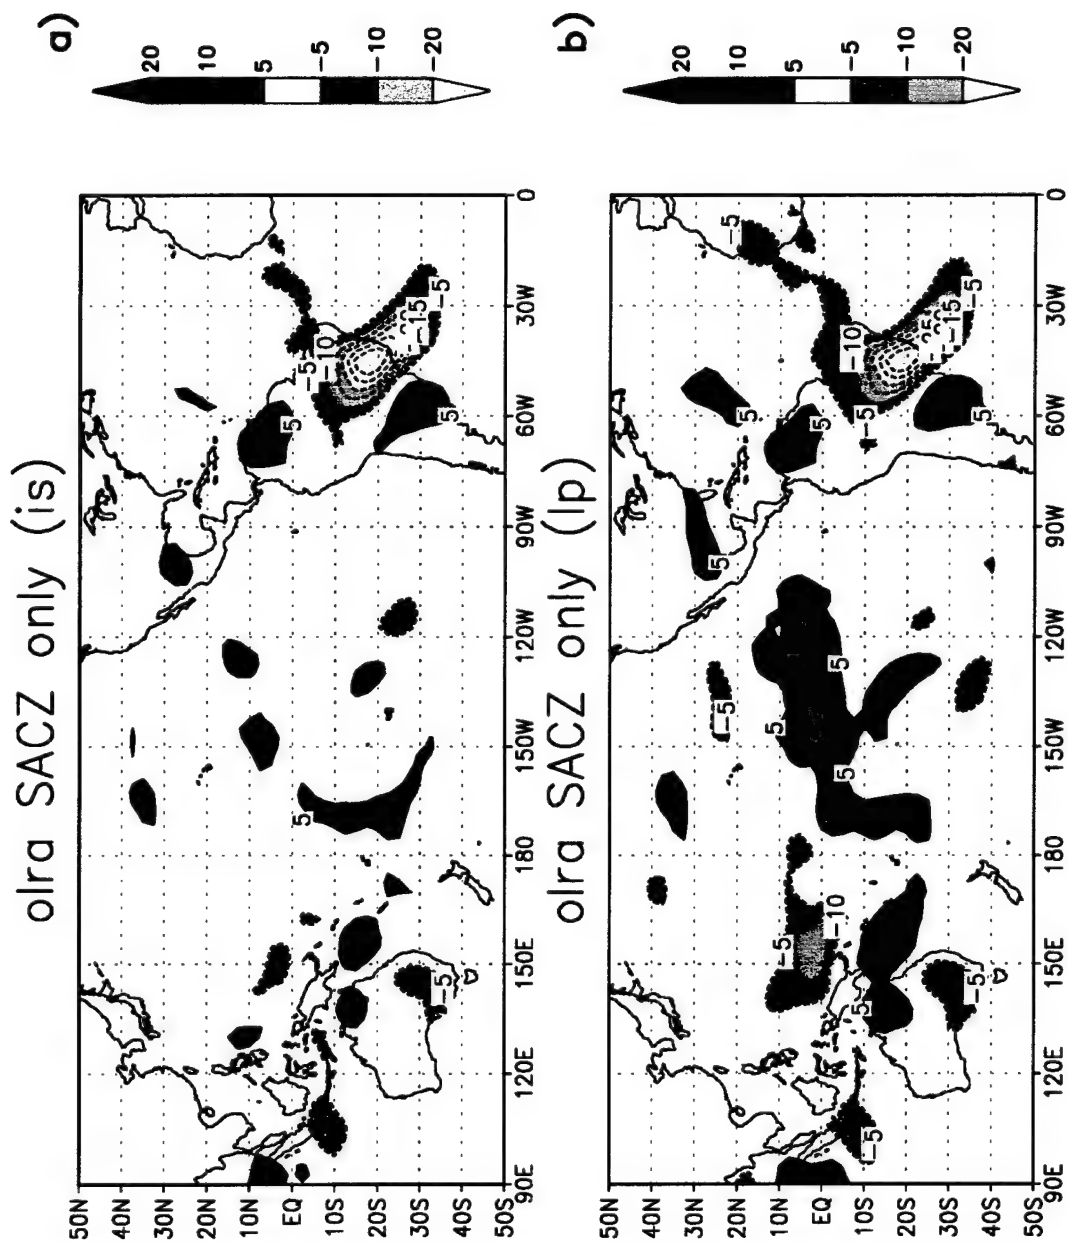 olra SACZ only (is)
a)
50N
40N
30N
20N
10N
EQ
10S
20S
30S
40S
50S
90E
120E
150E
180
150W
120W
90W
60W
30W
0
-5
5
5
5
-5
-10
-15
-5
20
10
5
-5
-10
-20
olra SACZ only (lp)
b)
50N
40N
30N
20N
10N
EQ
10S
20S
30S
40S
50S
90E
120E
150E
180
150W
120W
90W
60W
30W
0
-5
5
-5
-5
-10
5
5
5
-5
5
5
5
5
-5
-10
-15
-5
-5
20
10
5
-5
-10
-20